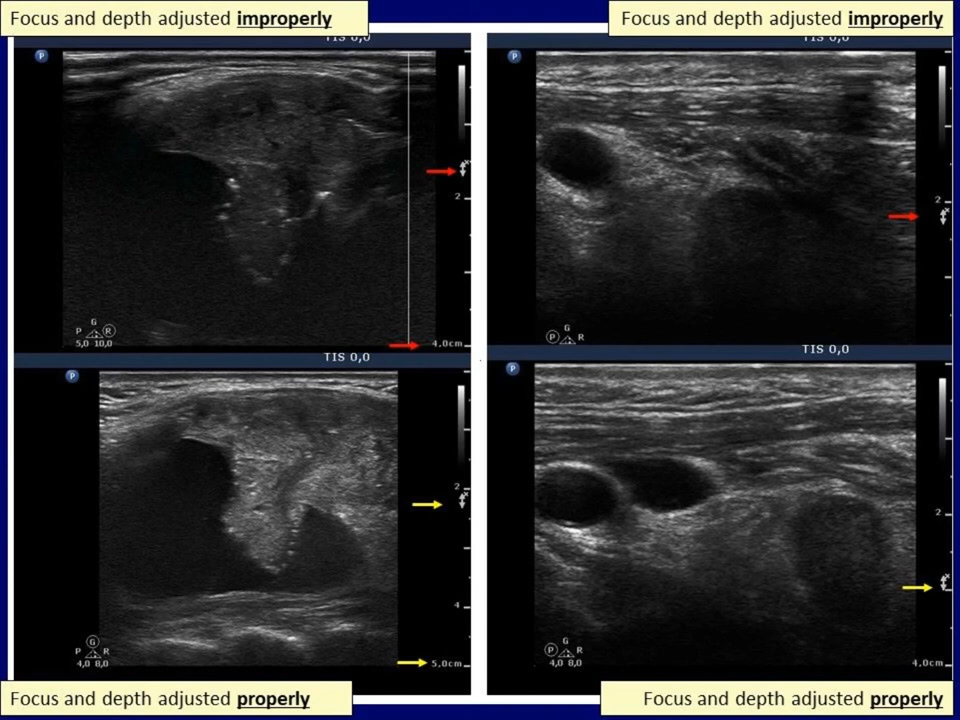 Focus and depth adjusted improperly
Focus and depth adjusted improperly
TIS 0,0
TIS 0,0
P
P
2
2
G
P R
5,0 10,0
4.0cm
G
P R
TIS 0,0
TIS 0,0
P
P
2
2
4
G
P R
4,0 8,0
5.0cm
G
P R
4,0 8,0
4.0cm
Focus and depth adjusted properly
Focus and depth adjusted properly